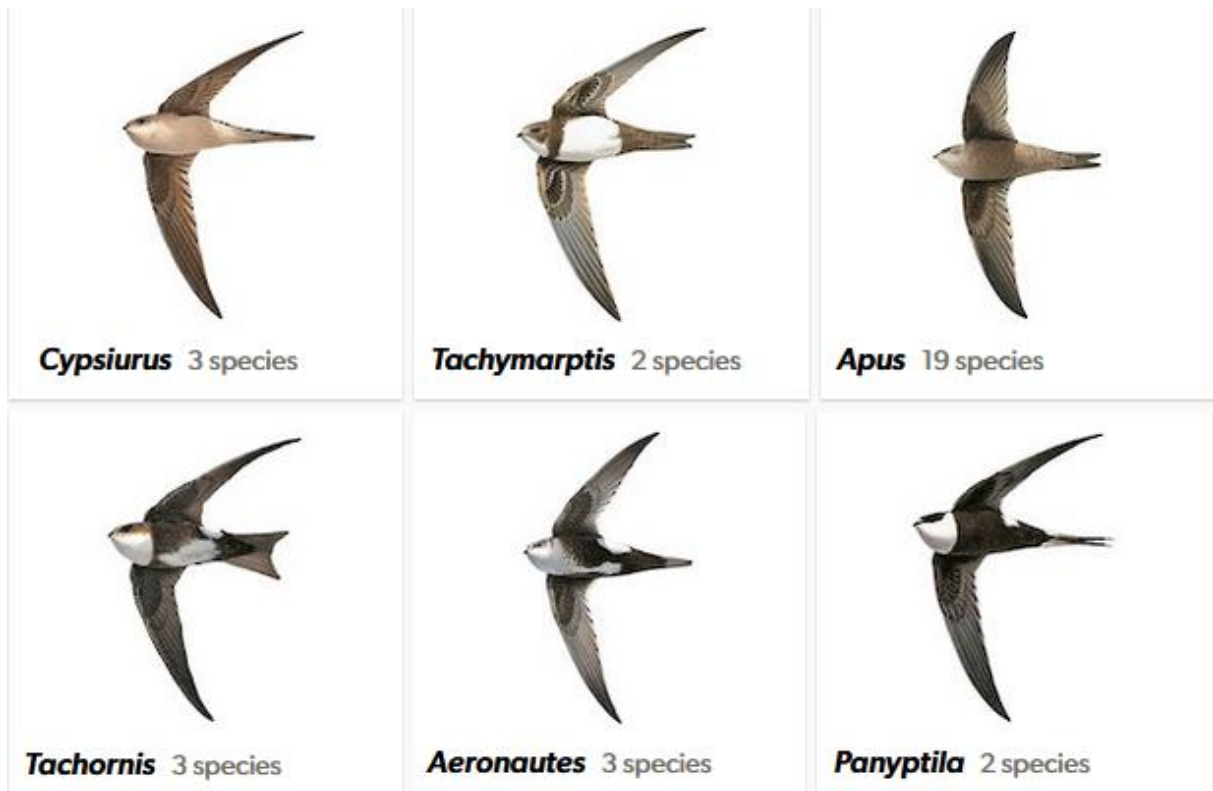 Cypsiurus 3 species
Tachymarptis 2 species
Apus 19 species
Tachornis 3 species
Aeronautes 3 species
Panyptila 2 species